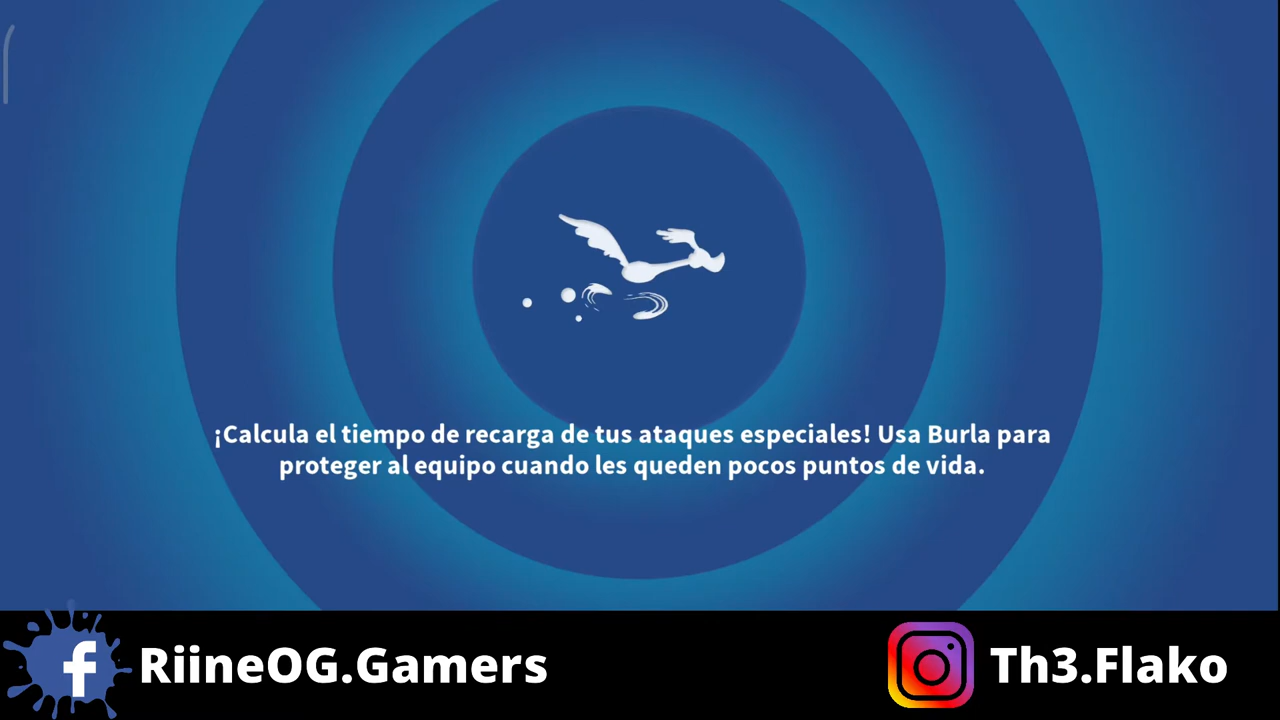 ¡Calcula el tiempo de recarga de tus ataques especiales! Usa Burla para
proteger al equipo cuando les queden pocos puntos de vida.
f RiineOG.Gamers
Th3.Flako